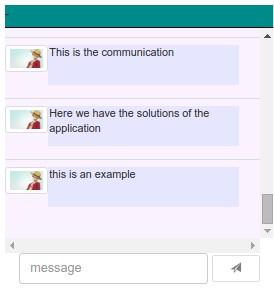 This is the communication
Here we have the solutions of the
application
this is an example
message